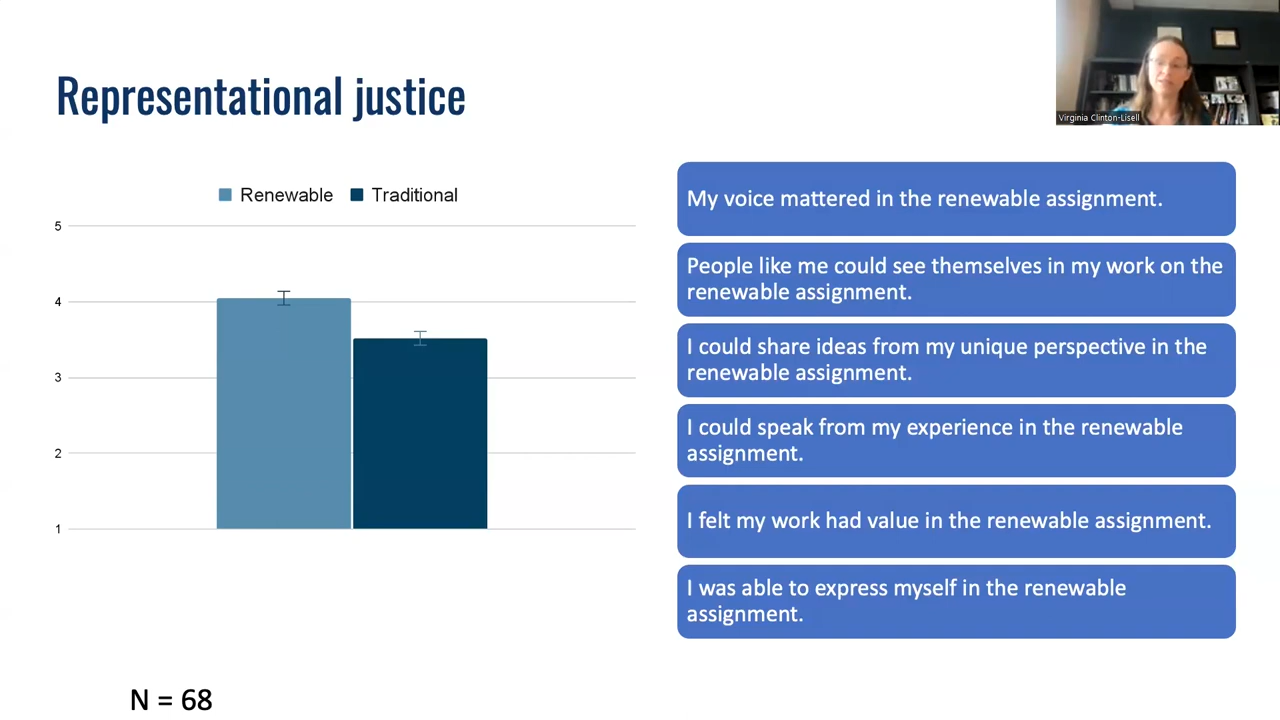 Representational justice
Virginia Clinton-Lisell
Renewable Traditional
5
4
3
2
1
My voice mattered in the renewable assignment.
People like me could see themselves in my work on the
renewable assignment.
I could share ideas from my unique perspective in the
renewable assignment.
I could speak from my experience in the renewable
assignment.
I felt my work had value in the renewable assignment.
I was able to express myself in the renewable
assignment.
N = 68